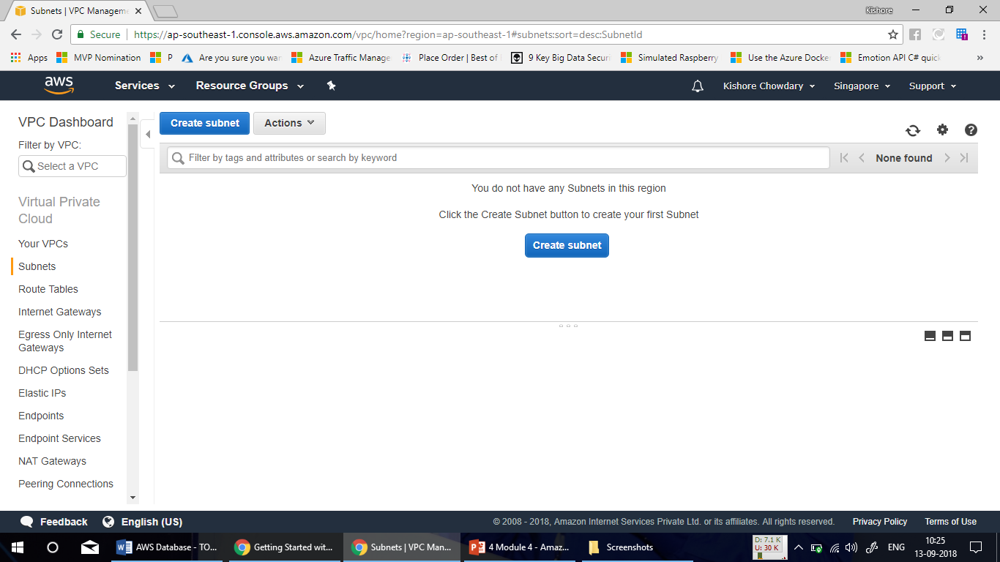 Subnets | VPC Manageme
Kishore
Secure https://ap-southeast-1.console.aws.amazon.com/vpc/home?region=ap-southeast-1#subnets:sort=desc:SubnetId
Apps MVP Nomination P Are you sure you wan Azure Traffic Manage Place Order | Best of 9 Key Big Data Securi Simulated Raspberry Use the Azure Docke Emotion API C# quick »
aws Services Resource Groups Kishore Chowdary Singapore Support
VPC Dashboard
Filter by VPC:
Select a VPC
Virtual Private
Cloud
Your VPCs
Subnets
Route Tables
Internet Gateways
Egress Only Internet
Gateways
DHCP Options Sets
Elastic IPs
Endpoints
Endpoint Services
NAT Gateways
Peering Connections
Create subnet Actions
Filter by tags and attributes or search by keyword
None found
You do not have any Subnets in this region
Click the Create Subnet button to create your first Subnet
Create subnet
Feedback English (US) © 2008 - 2018, Amazon Internet Services Private Ltd. or its affiliates. All rights reserved. Privacy Policy Terms of Use
AWS Database - TO... Getting Started wit... Subnets | VPC Man... 4 Module 4 - Amaz... Screenshots
D: 7.1 K
U: 30 K
ENG
10:25
13-09-2018